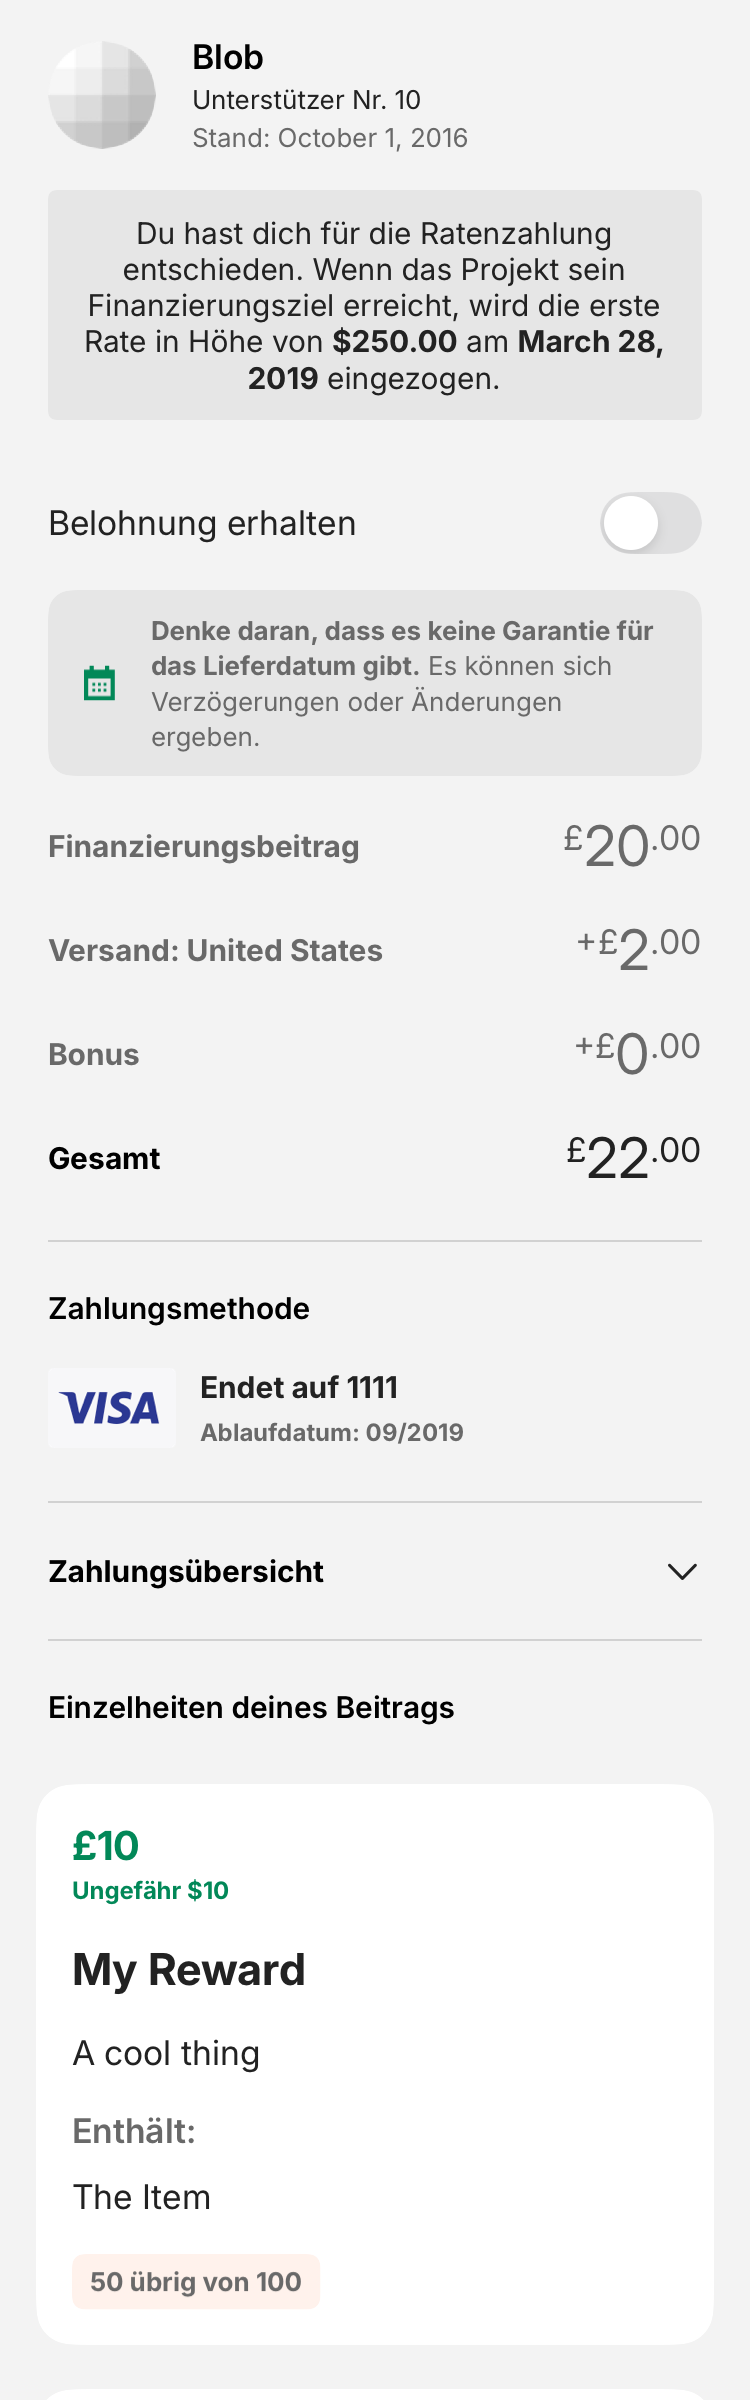 Blob
Unterstützer Nr. 10
Stand: October 1, 2016
Du hast dich für die Ratenzahlung
entschieden. Wenn das Projekt sein
Finanzierungsziel erreicht, wird die erste
Rate in Höhe von $250.00 am March 28,
2019 eingezogen.
Belohnung erhalten
Denke daran, dass es keine Garantie für
das Lieferdatum gibt. Es können sich
Verzögerungen oder Änderungen
ergeben.
Finanzierungsbeitrag £20.00
Versand: United States +£2.00
Bonus +£0.00
Gesamt £22.00
Zahlungsmethode
VISA
Endet auf 1111
Ablaufdatum: 09/2019
Zahlungsübersicht
Einzelheiten deines Beitrags
£10
Ungefähr $10
My Reward
A cool thing
Enthält:
The Item
50 übrig von 100